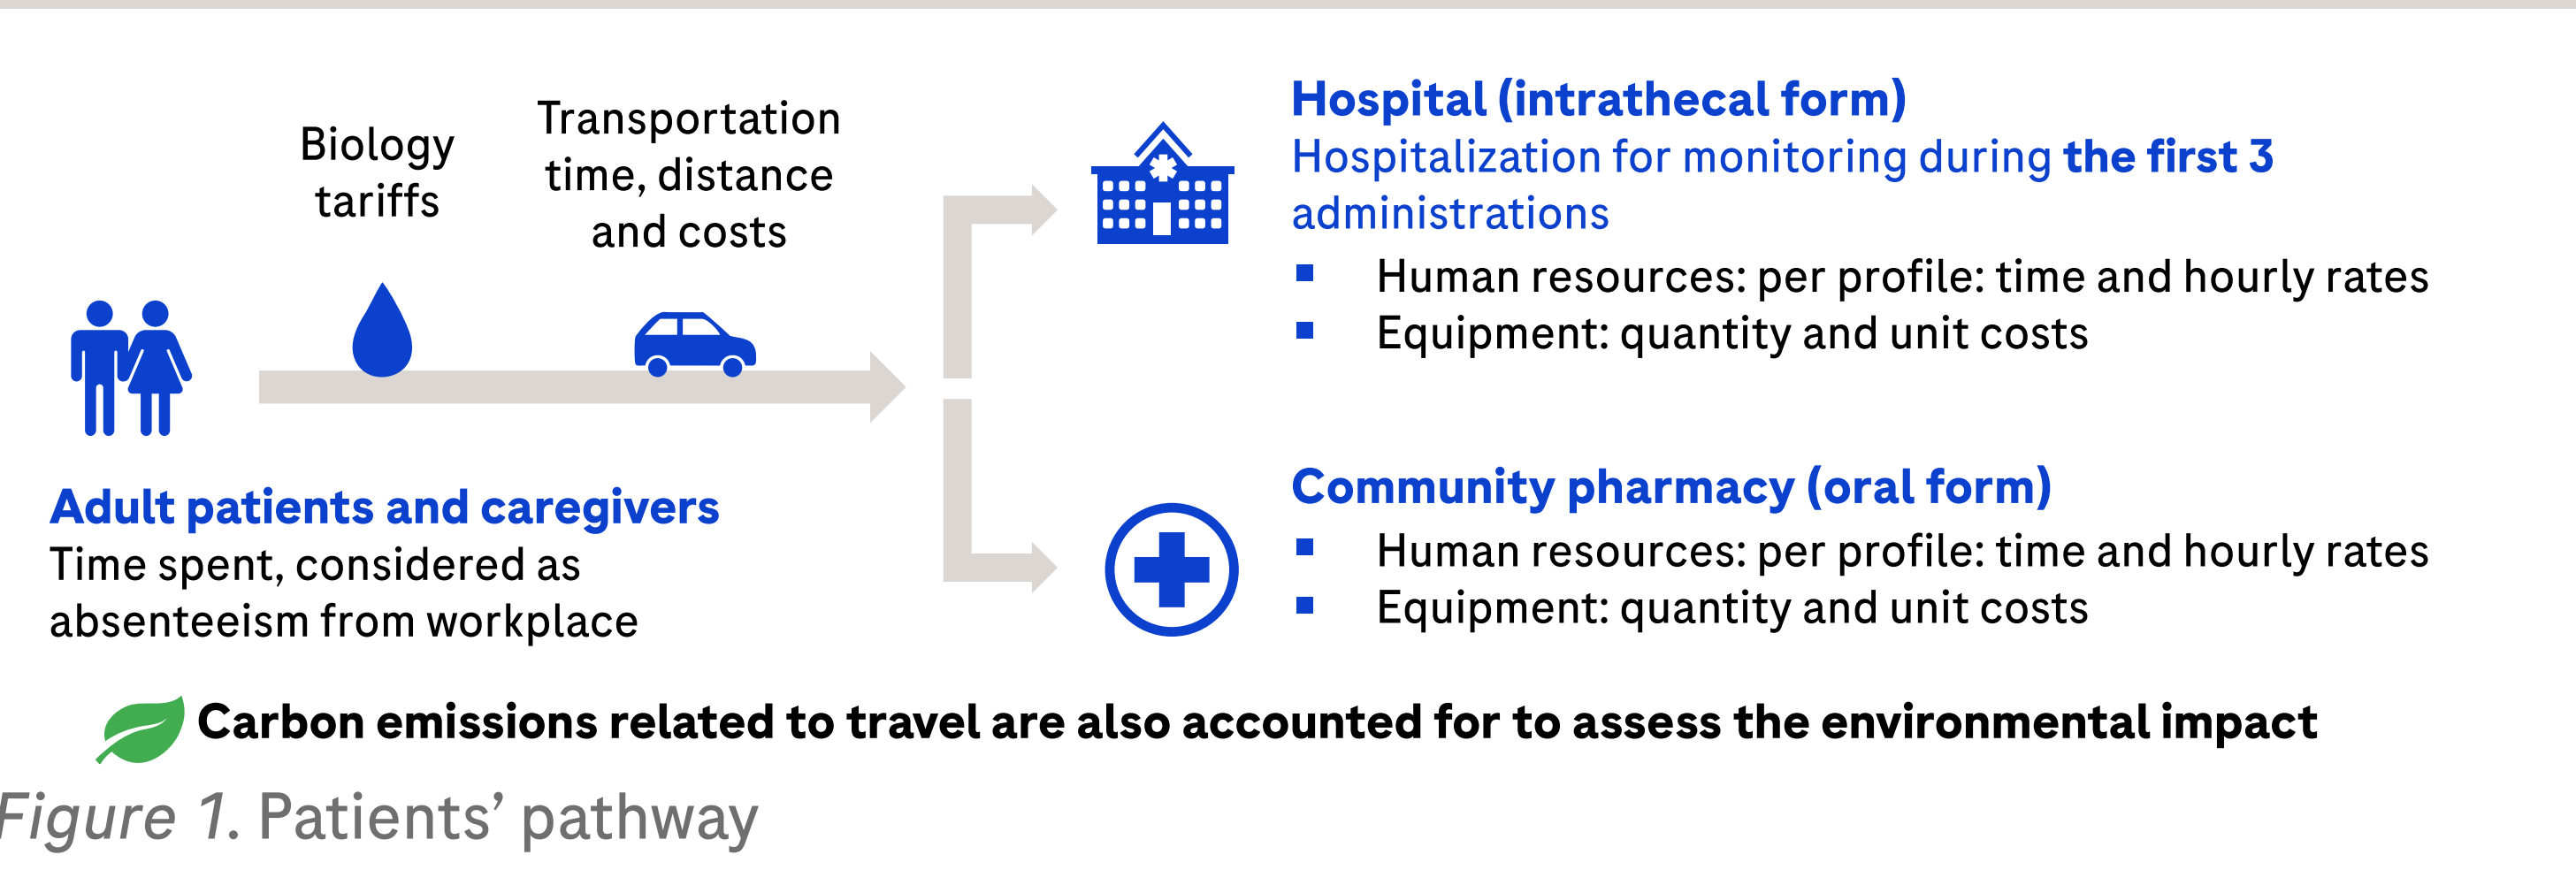 Biology
tariffs
Transportation
time, distance
and costs
Adult patients and caregivers
Time spent, considered as
absenteeism from workplace
Hospital (intrathecal form)
Hospitalization for monitoring during the first 3
administrations
▪ Human resources: per profile: time and hourly rates
▪ Equipment: quantity and unit costs
Community pharmacy (oral form)
▪ Human resources: per profile: time and hourly rates
▪ Equipment: quantity and unit costs
Carbon emissions related to travel are also accounted for to assess the environmental impact
Figure 1. Patients’ pathway